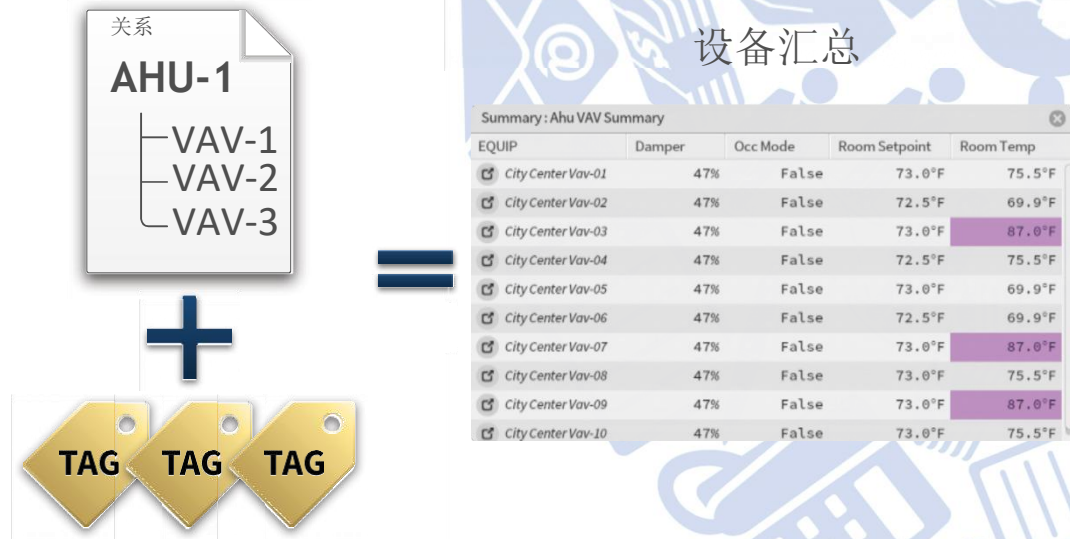 关系
AHU-1
VAV-1
VAV-2
VAV-3
TAG TAG TAG
设备汇总
Summary : Ahu VAV Summary
EQUIP Damper Occ Mode Room Setpoint Room Temp
City Center Vav-01 47% False 73.0°F 75.5°F
City Center Vav-02 47% False 72.5°F 69.9°F
City Center Vav-03 47% False 73.0°F 87.0°F
City Center Vav-04 47% False 72.5°F 75.5°F
City Center Vav-05 47% False 73.0°F 69.9°F
City Center Vav-06 47% False 72.5°F 69.9°F
City Center Vav-07 47% False 73.0°F 87.0°F
City Center Vav-08 47% False 73.0°F 75.5°F
City Center Vav-09 47% False 73.0°F 87.0°F
City Center Vav-10 47% False 73.0°F 75.5°F